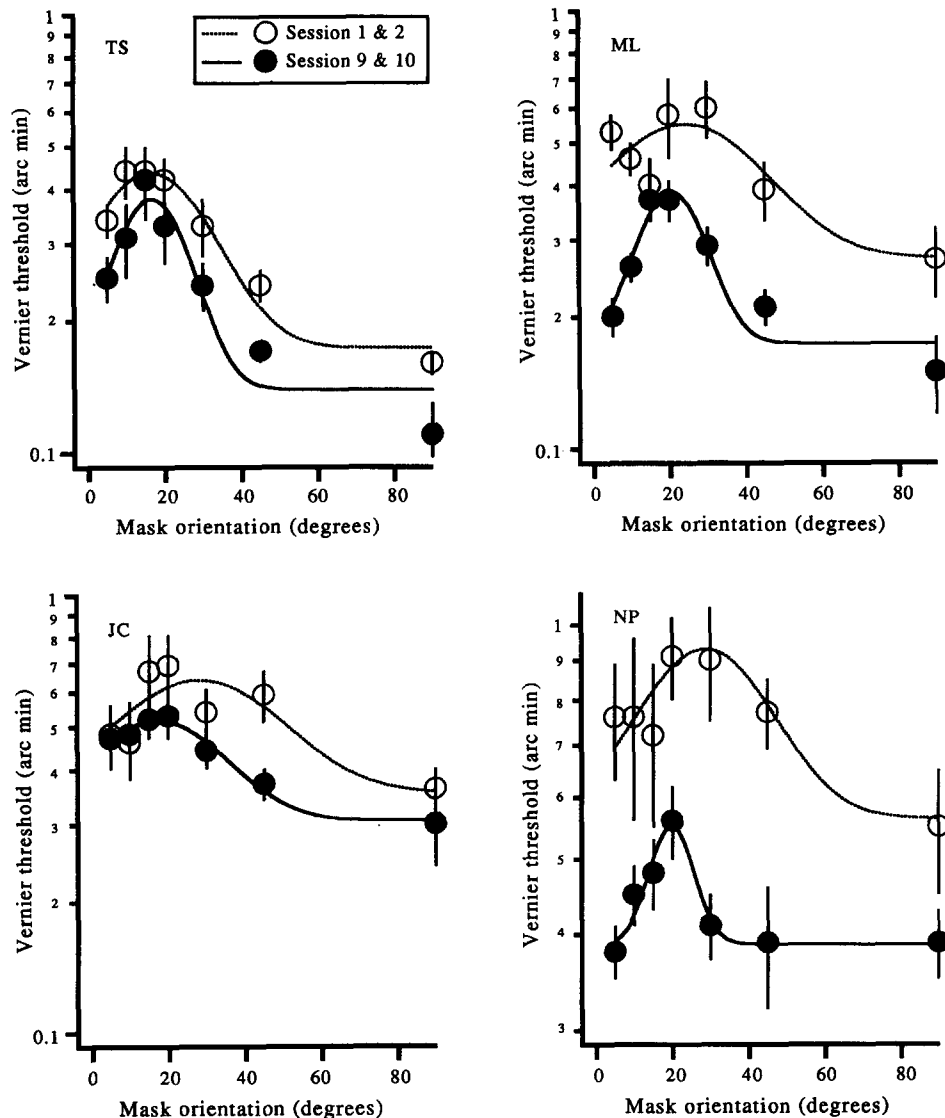 TS
Session 1 & 2
Session 9 & 10
1
9
8
7
6
5
4
3
2
0.1
Vernier threshold (arc min)
0 20 40 60 80
Mask orientation (degrees)
ML
1
9
8
7
6
5
4
3
2
0.1
Vernier threshold (arc min)
0 20 40 60 80
Mask orientation (degrees)
JC
1
9
8
7
6
5
4
3
2
0.1
Vernier threshold (arc min)
0 20 40 60 80
Mask orientation (degrees)
NP
1
9
8
7
6
5
4
3
Vernier threshold (arc min)
0 20 40 60 80
Mask orientation (degrees)